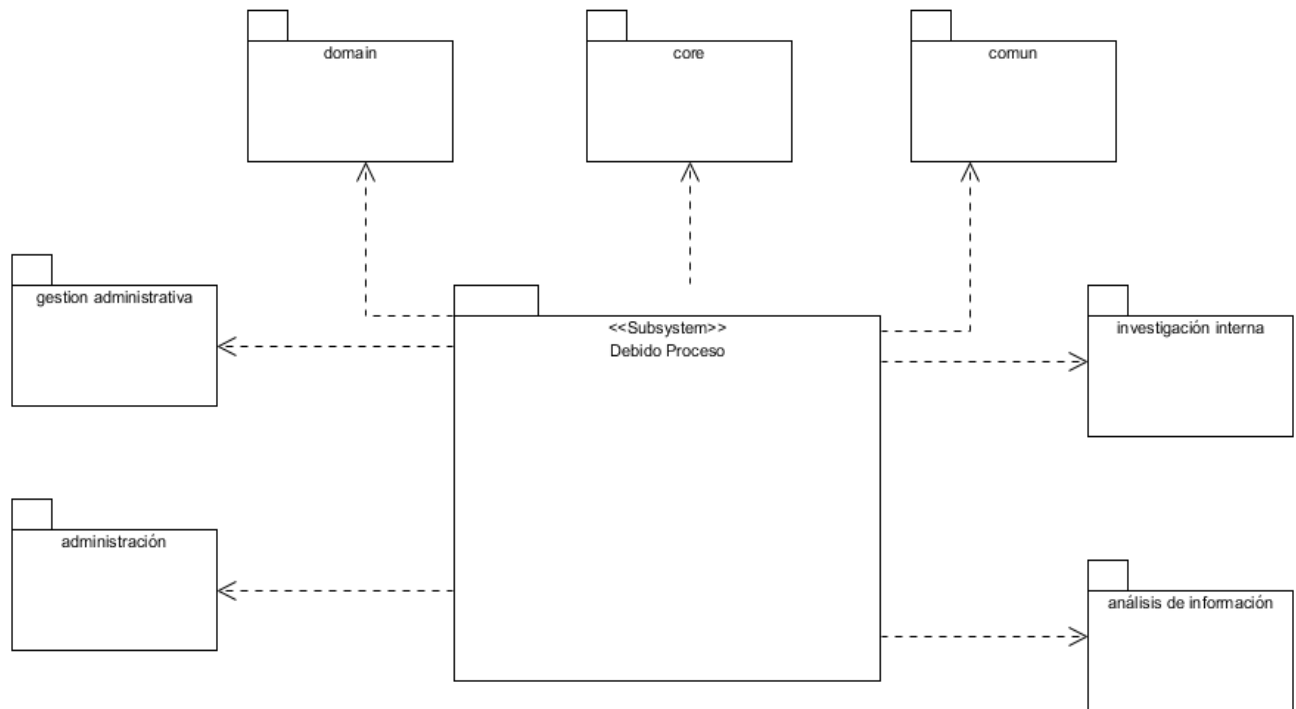 domain
core
comun
gestion administrativa
<<Subsystem>>
Debido Proceso
investigación interna
administración
análisis de información